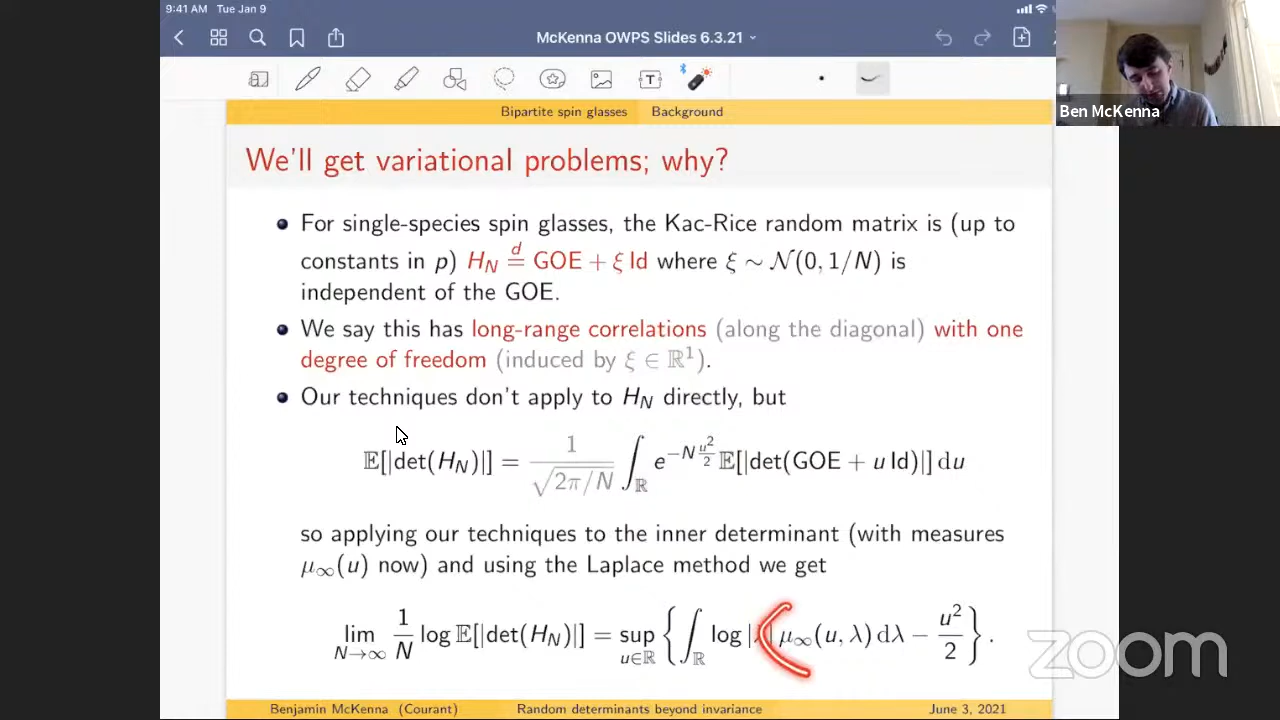 9:41 AM Tue Jan 9
McKenna OWPS Slides 6.3.21
Ben McKenna
Bipartite spin glasses Background
We'll get variational problems; why?
For single-species spin glasses, the Kac-Rice random matrix is (up to
constants in p) H_N =^d GOE + ξ Id where ξ ∼ 𝒩(0, 1/N) is
independent of the GOE.
We say this has long-range correlations (along the diagonal) with one
degree of freedom (induced by ξ ∈ ℝ¹).
Our techniques don't apply to H_N directly, but
𝔼[|det(H_N)|] = 1/√(2π/N) ∫_ℝ e^{−N u²/2} 𝔼[|det(GOE + u Id)|] du
so applying our techniques to the inner determinant (with measures
μ_∞(u) now) and using the Laplace method we get
lim_{N→∞} 1/N log 𝔼[|det(H_N)|] = sup_{u∈ℝ} { ∫_ℝ log|λ| μ_∞(u, λ) dλ − u²/2 } .
zoom
Benjamin McKenna (Courant) Random determinants beyond invariance June 3, 2021